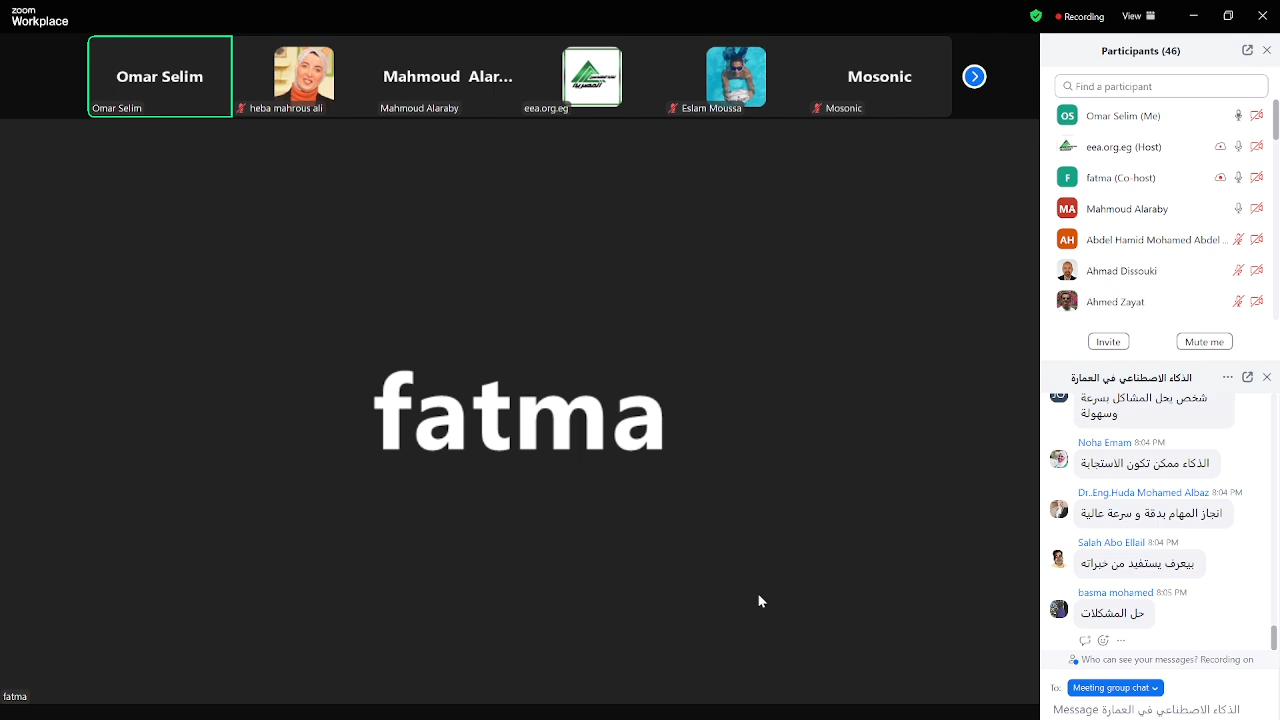 zoom
Workplace
Recording
View
Omar Selim
Omar Selim
heba mahrous ali
Mahmoud Alar...
Mahmoud Alaraby
eea.org.eg
Eslam Moussa
Mosonic
Mosonic
fatma
fatma
Participants (46)
Find a participant
OS Omar Selim (Me)
eea.org.eg (Host)
F fatma (Co-host)
MA Mahmoud Alaraby
AH Abdel Hamid Mohamed Abdel ...
Ahmad Dissouki
Ahmed Zayat
Invite
Mute me
الذكاء الاصطناعي في العمارة
شخص يحل المشاكل بسرعة
وسهولة
Noha Emam 8:04 PM
الذكاء ممكن تكون الاستجابة
Dr..Eng.Huda Mohamed Albaz 8:04 PM
انجاز المهام بدقة و سرعة عالية
Salah Abo Ellail 8:04 PM
بيعرف يستفيد من خبراته
basma mohamed 8:05 PM
حل المشكلات
Who can see your messages? Recording on
To: Meeting group chat
Message الذكاء الاصطناعي في العمارة